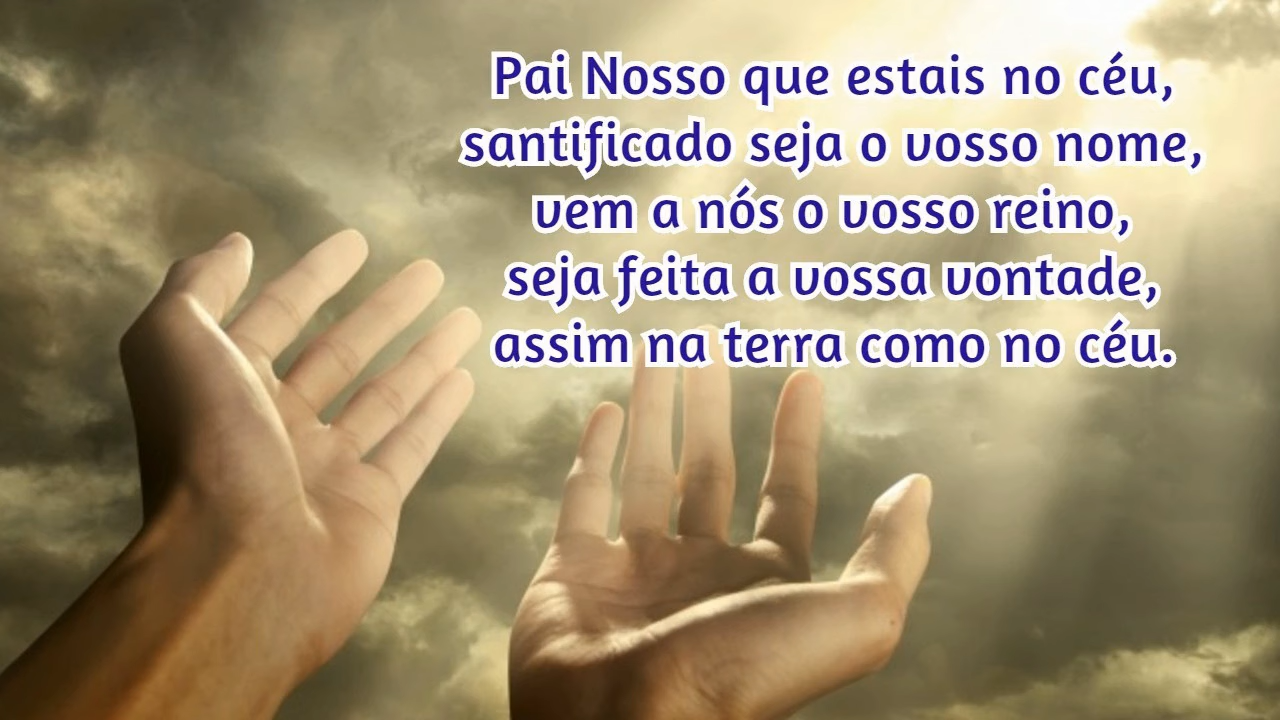 Pai Nosso que estais no céu,
santificado seja o vosso nome,
vem a nós o vosso reino,
seja feita a vossa vontade,
assim na terra como no céu.